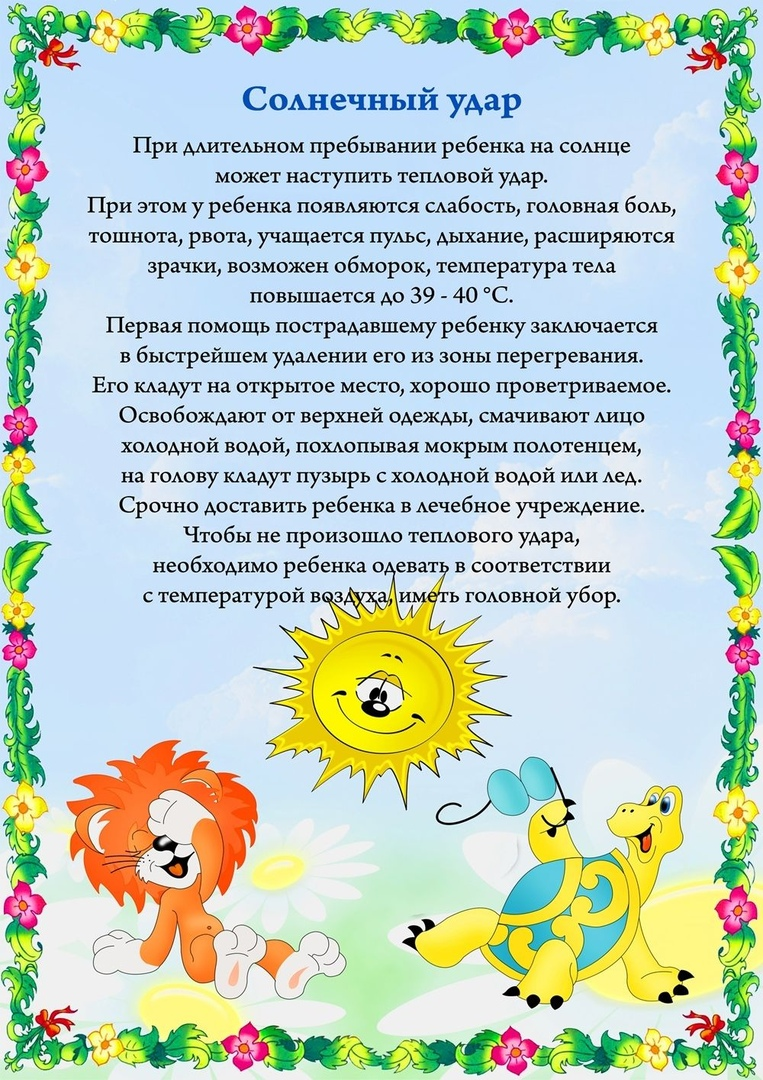 Солнечный удар
При длительном пребывании ребенка на солнце
может наступить тепловой удар.
При этом у ребенка появляются слабость, головная боль,
тошнота, рвота, учащается пульс, дыхание, расширяются
зрачки, возможен обморок, температура тела
повышается до 39 - 40 °С.
Первая помощь пострадавшему ребенку заключается
в быстрейшем удалении его из зоны перегревания.
Его кладут на открытое место, хорошо проветриваемое.
Освобождают от верхней одежды, смачивают лицо
холодной водой, похлопывая мокрым полотенцем,
на голову кладут пузырь с холодной водой или лед.
Срочно доставить ребенка в лечебное учреждение.
Чтобы не произошло теплового удара,
необходимо ребенка одевать в соответствии
с температурой воздуха, иметь головной убор.